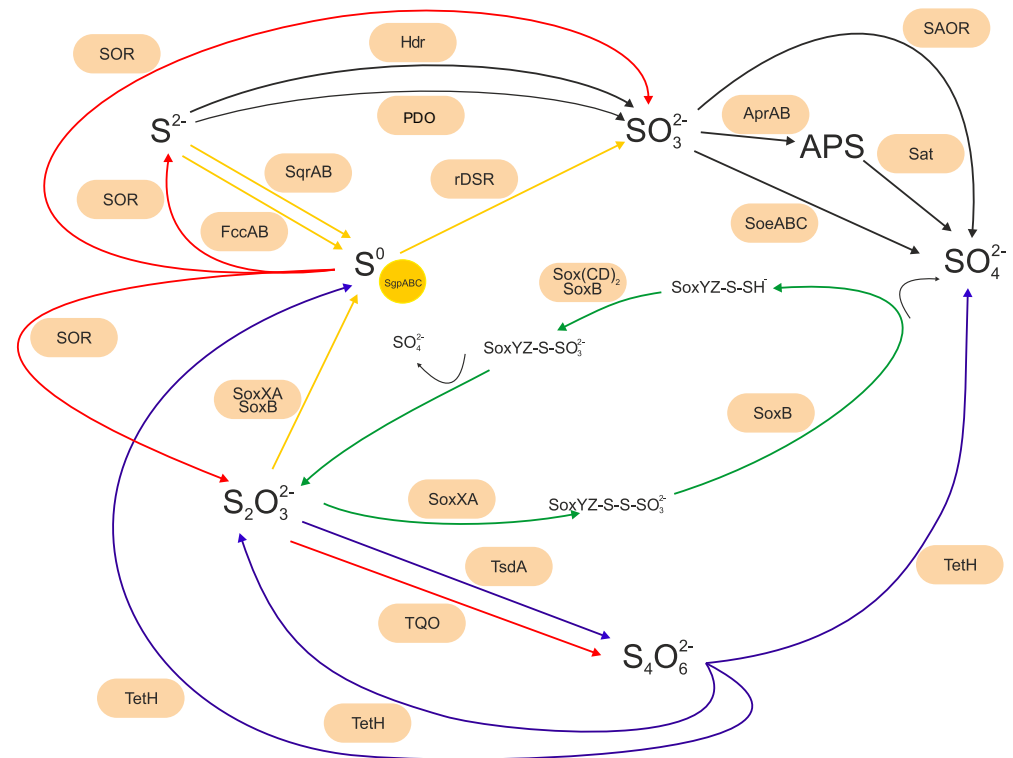 SAOR
SOR
Hdr
S²⁻
PDO
SO₃²⁻
AprAB
APS
Sat
SqrAB
rDSR
SOR
FccAB
SoeABC
S⁰
SgpABC
SO₄²⁻
Sox(CD)₂
SoxB
SoxYZ-S-SH⁻
SOR
SO₄²⁻
SoxYZ-S-SO₃²⁻
SoxXA
SoxB
SoxB
S₂O₃²⁻
SoxXA
SoxYZ-S-S-SO₃²⁻
TsdA
TetH
TQO
S₄O₆²⁻
TetH
TetH